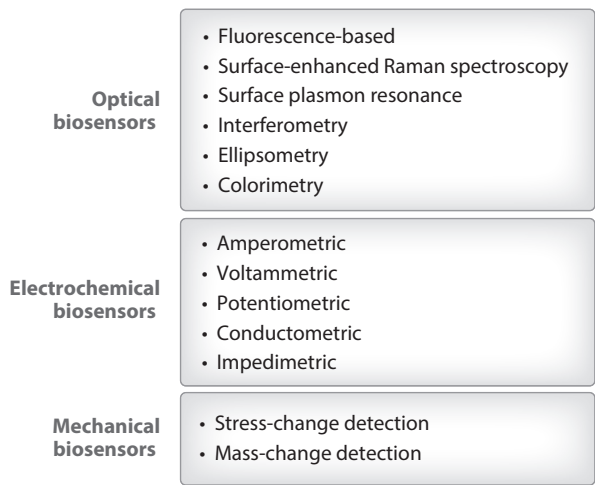 Optical
biosensors
• Fluorescence-based
• Surface-enhanced Raman spectroscopy
• Surface plasmon resonance
• Interferometry
• Ellipsometry
• Colorimetry
Electrochemical
biosensors
• Amperometric
• Voltammetric
• Potentiometric
• Conductometric
• Impedimetric
Mechanical
biosensors
• Stress-change detection
• Mass-change detection